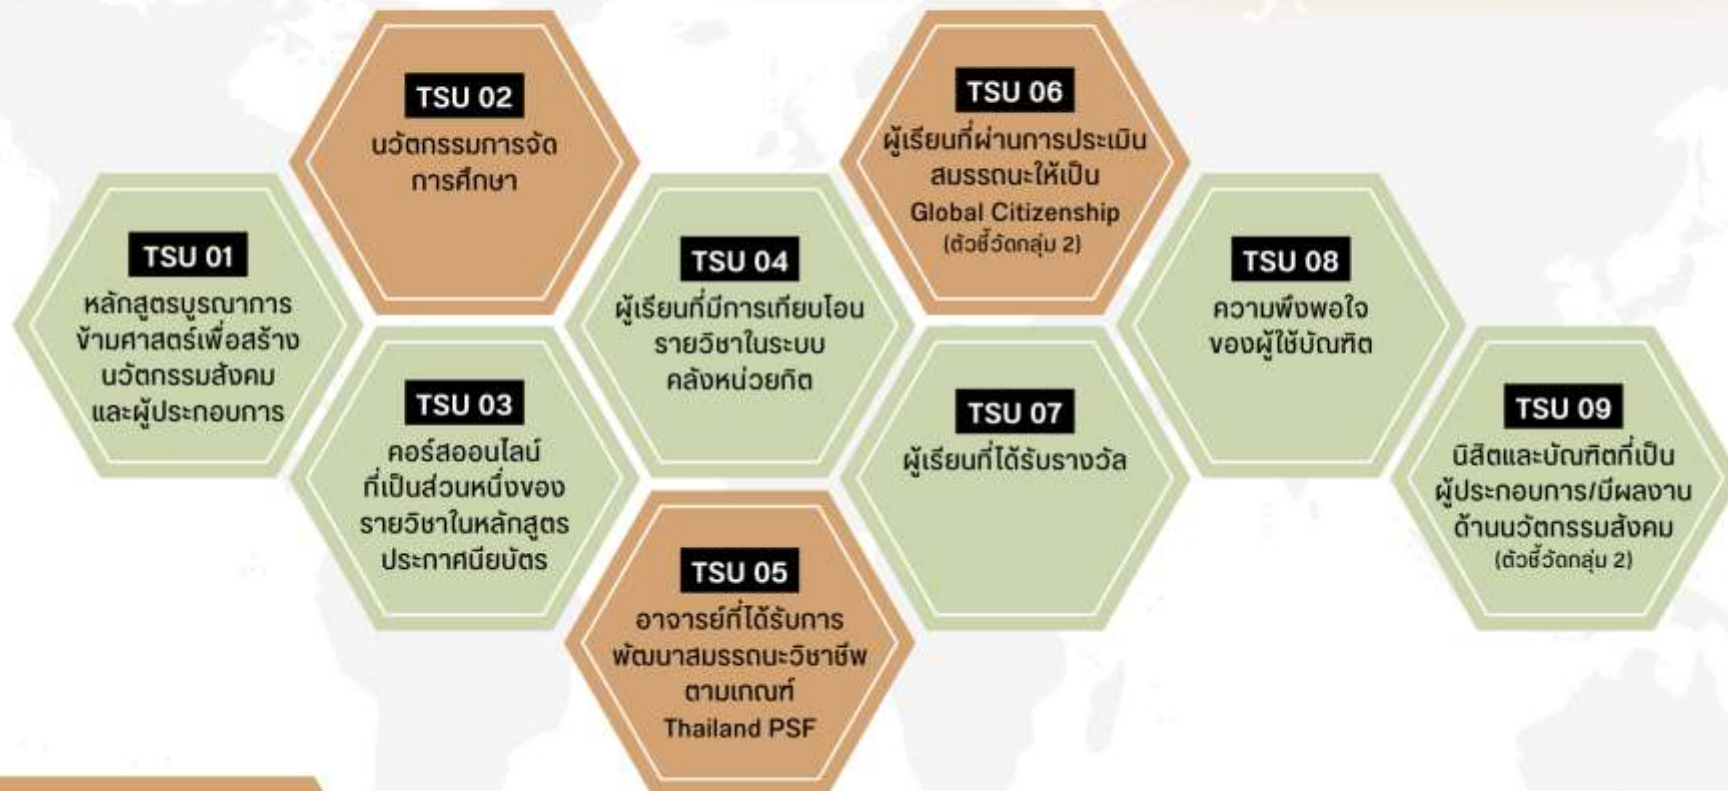 TSU 01
หลักสูตรบูรณาการ
ข้ามศาสตร์เพื่อสร้าง
นวัตกรรมสังคม
และผู้ประกอบการ
TSU 02
นวัตกรรมการจัด
การศึกษา
TSU 03
คอร์สออนไลน์
ที่เป็นส่วนหนึ่งของ
รายวิชาในหลักสูตร
ประกาศนียบัตร
TSU 04
ผู้เรียนที่มีการเทียบโอน
รายวิชาในระบบ
คลังหน่วยกิต
TSU 05
อาจารย์ที่ได้รับการ
พัฒนาสมรรถนะวิชาชีพ
ตามเกณฑ์
Thailand PSF
TSU 06
ผู้เรียนที่ผ่านการประเมิน
สมรรถนะให้เป็น
Global Citizenship
(ตัวชี้วัดกลุ่ม 2)
TSU 07
ผู้เรียนที่ได้รับรางวัล
TSU 08
ความพึงพอใจ
ของผู้ใช้บัณฑิต
TSU 09
นิสิตและบัณฑิตที่เป็น
ผู้ประกอบการ/มีผลงาน
ด้านนวัตกรรมสังคม
(ตัวชี้วัดกลุ่ม 2)